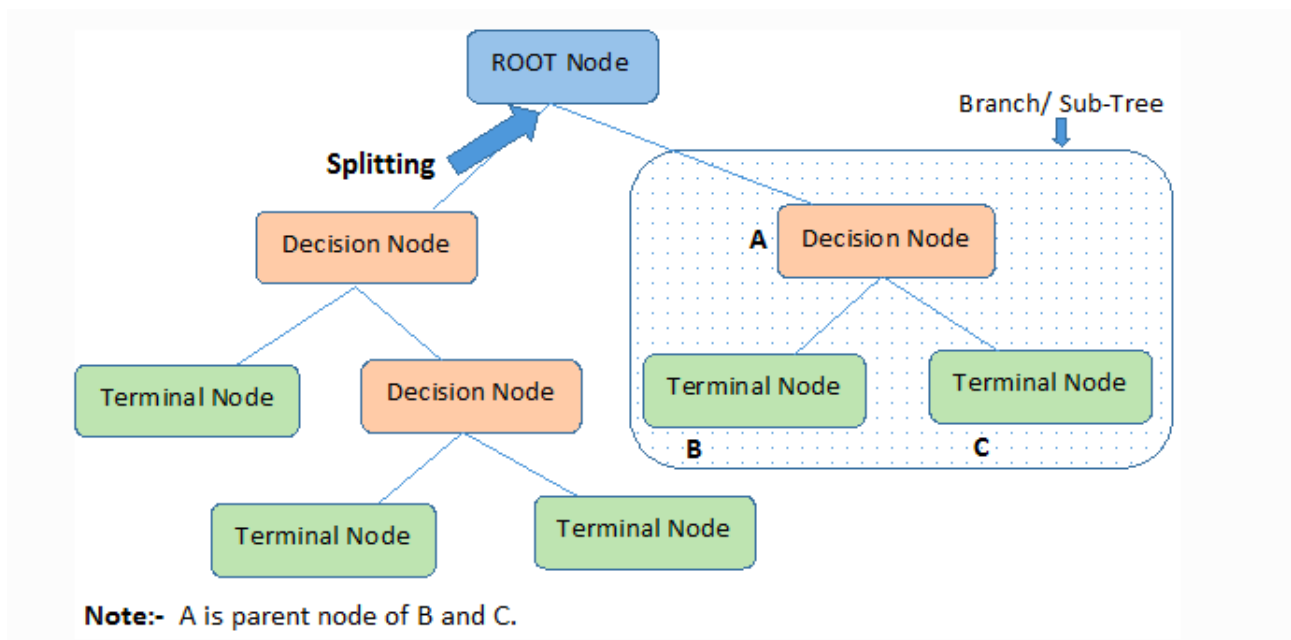 ROOT Node
Branch/ Sub-Tree
Splitting
Decision Node
A
Decision Node
Terminal Node
Decision Node
Terminal Node
Terminal Node
B
C
Terminal Node
Terminal Node
Note:- A is parent node of B and C.